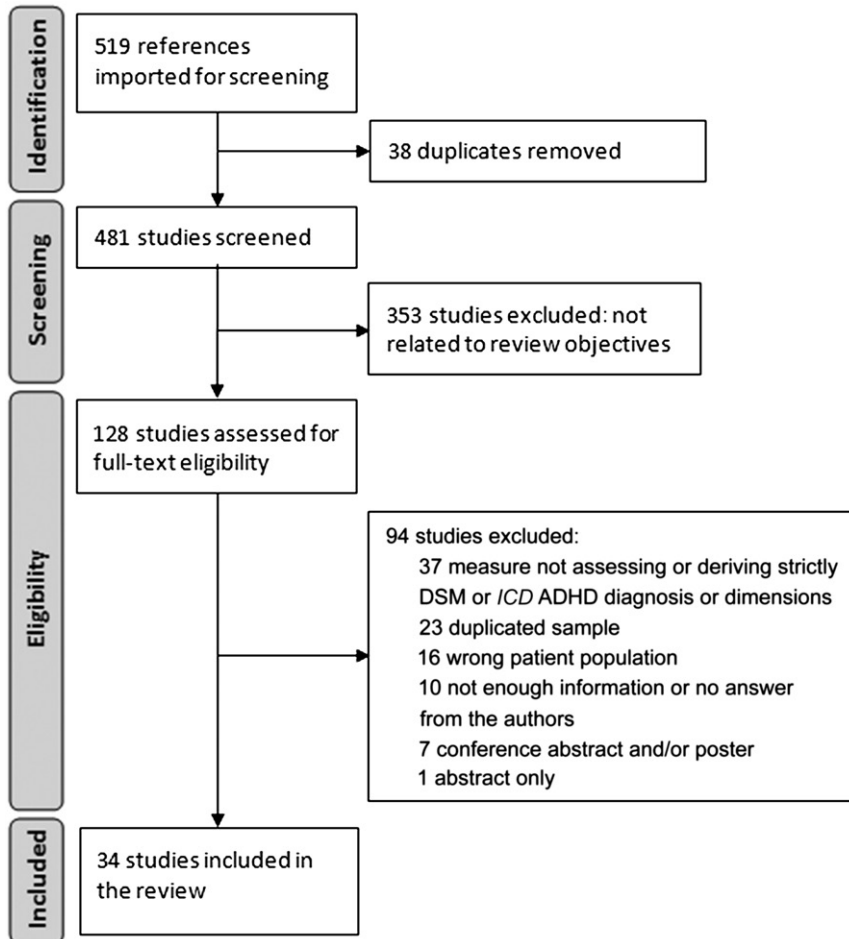 Identification
519 references
imported for screening
38 duplicates removed
Screening
481 studies screened
353 studies excluded: not
related to review objectives
Eligibility
128 studies assessed for
full-text eligibility
94 studies excluded:
37 measure not assessing or deriving strictly
DSM or ICD ADHD diagnosis or dimensions
23 duplicated sample
16 wrong patient population
10 not enough information or no answer
from the authors
7 conference abstract and/or poster
1 abstract only
Included
34 studies included in
the review